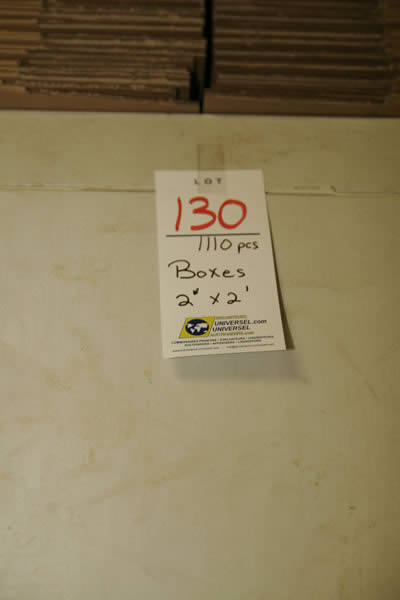 LOT
130
1110 pcs
Boxes
2' x 2'
UNIVERSEL.com
UNIVERSEL